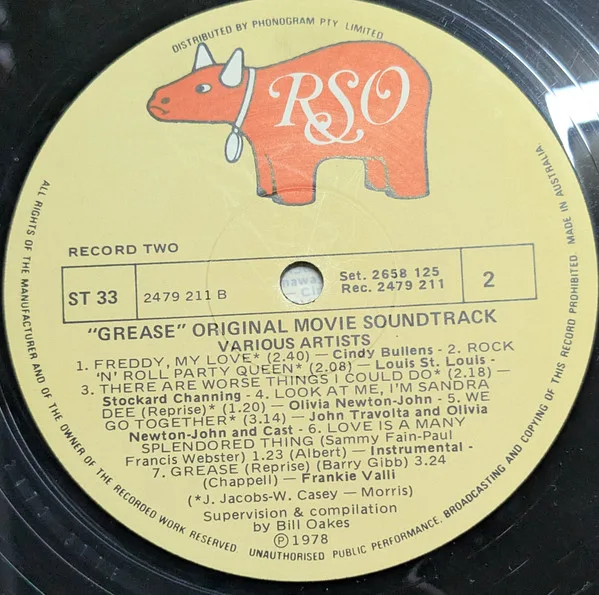 DISTRIBUTED BY PHONOGRAM PTY LIMITED
RSO
RECORD TWO
ST 33
2479 211 B
Set. 2658 125
Rec. 2479 211
2
"GREASE" ORIGINAL MOVIE SOUNDTRACK
VARIOUS ARTISTS
1. FREDDY, MY LOVE* (2.40) — Cindy Bullens - 2. ROCK
'N' ROLL PARTY QUEEN* (2.08) — Louis St. Louis -
3. THERE ARE WORSE THINGS I COULD DO* (2.18) —
Stockard Channing - 4. LOOK AT ME, I'M SANDRA
DEE (Reprise)* (1.20) — Olivia Newton-John - 5. WE
GO TOGETHER* (3.14) — John Travolta and Olivia
Newton-John and Cast - 6. LOVE IS A MANY
SPLENDORED THING (Sammy Fain-Paul
Francis Webster) 1.23 (Albert) — Instrumental -
7. GREASE (Reprise) (Barry Gibb) 3.24
(Chappell) — Frankie Valli
(*J. Jacobs-W. Casey — Morris)
Supervision & compilation
by Bill Oakes
Ⓟ 1978
ALL RIGHTS OF THE MANUFACTURER AND OF THE OWNER OF THE RECORDED WORK RESERVED
UNAUTHORISED PUBLIC PERFORMANCE, BROADCASTING AND COPYING OF THIS RECORD PROHIBITED
MADE IN AUSTRALIA.